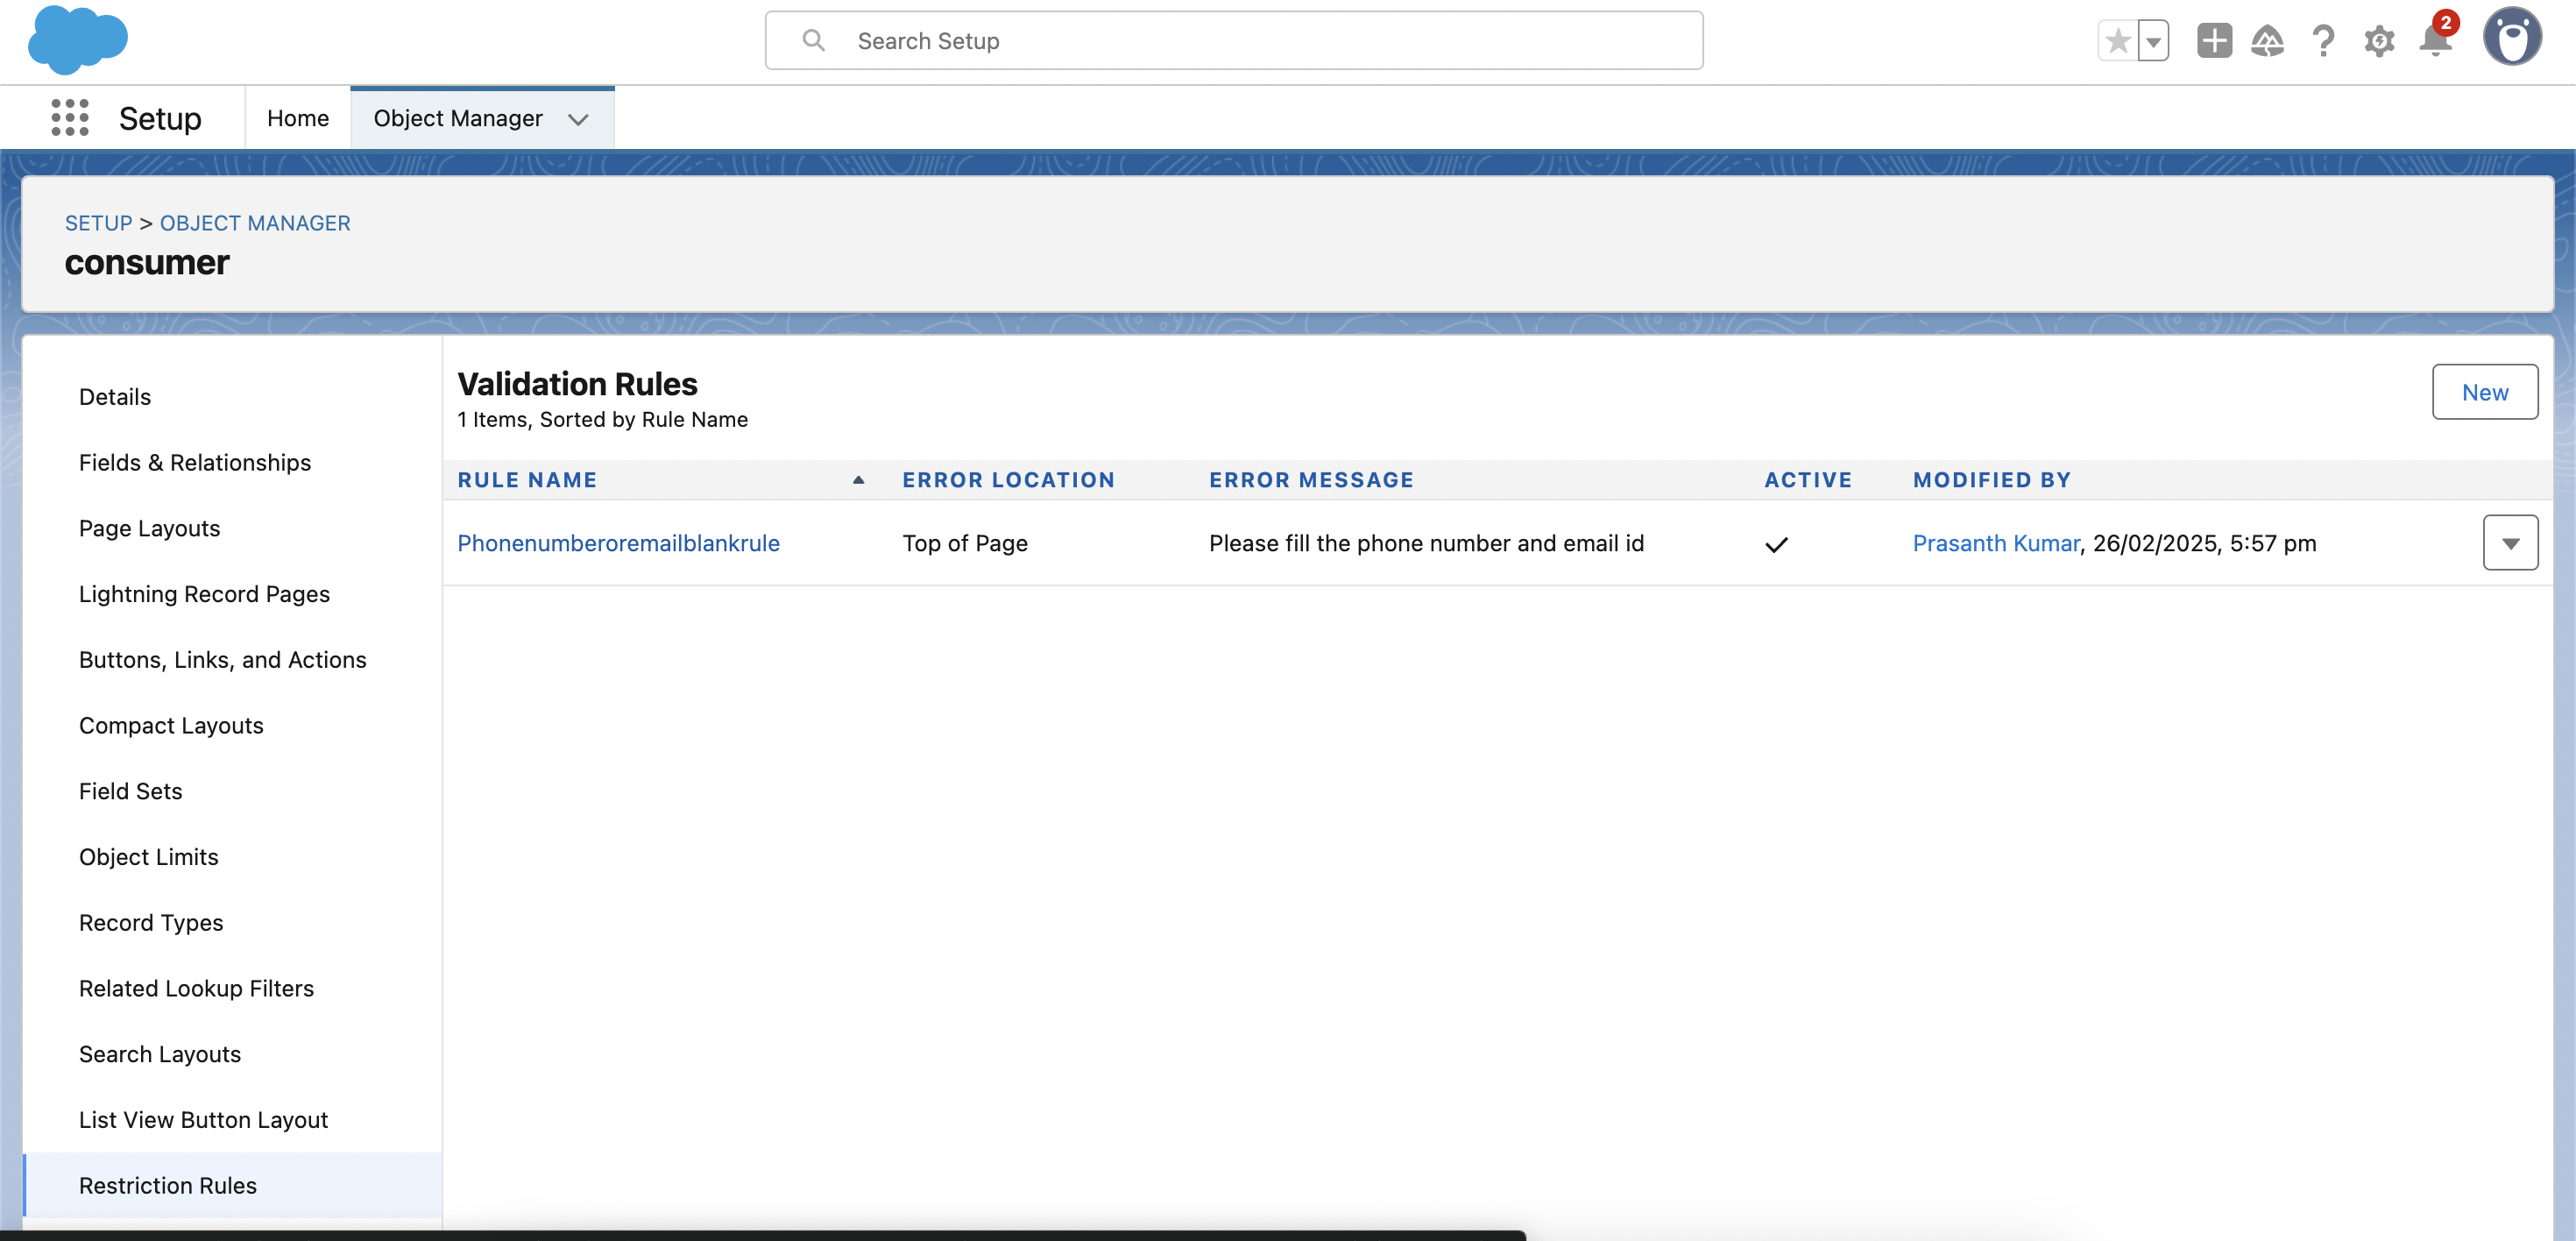 Search Setup
2
Setup
Home
Object Manager
SETUP > OBJECT MANAGER
consumer
Details
Fields & Relationships
Page Layouts
Lightning Record Pages
Buttons, Links, and Actions
Compact Layouts
Field Sets
Object Limits
Record Types
Related Lookup Filters
Search Layouts
List View Button Layout
Restriction Rules
Validation Rules
1 Items, Sorted by Rule Name
New
RULE NAME ERROR LOCATION ERROR MESSAGE ACTIVE MODIFIED BY
Phonenumberoremailblankrule Top of Page Please fill the phone number and email id Prasanth Kumar, 26/02/2025, 5:57 pm